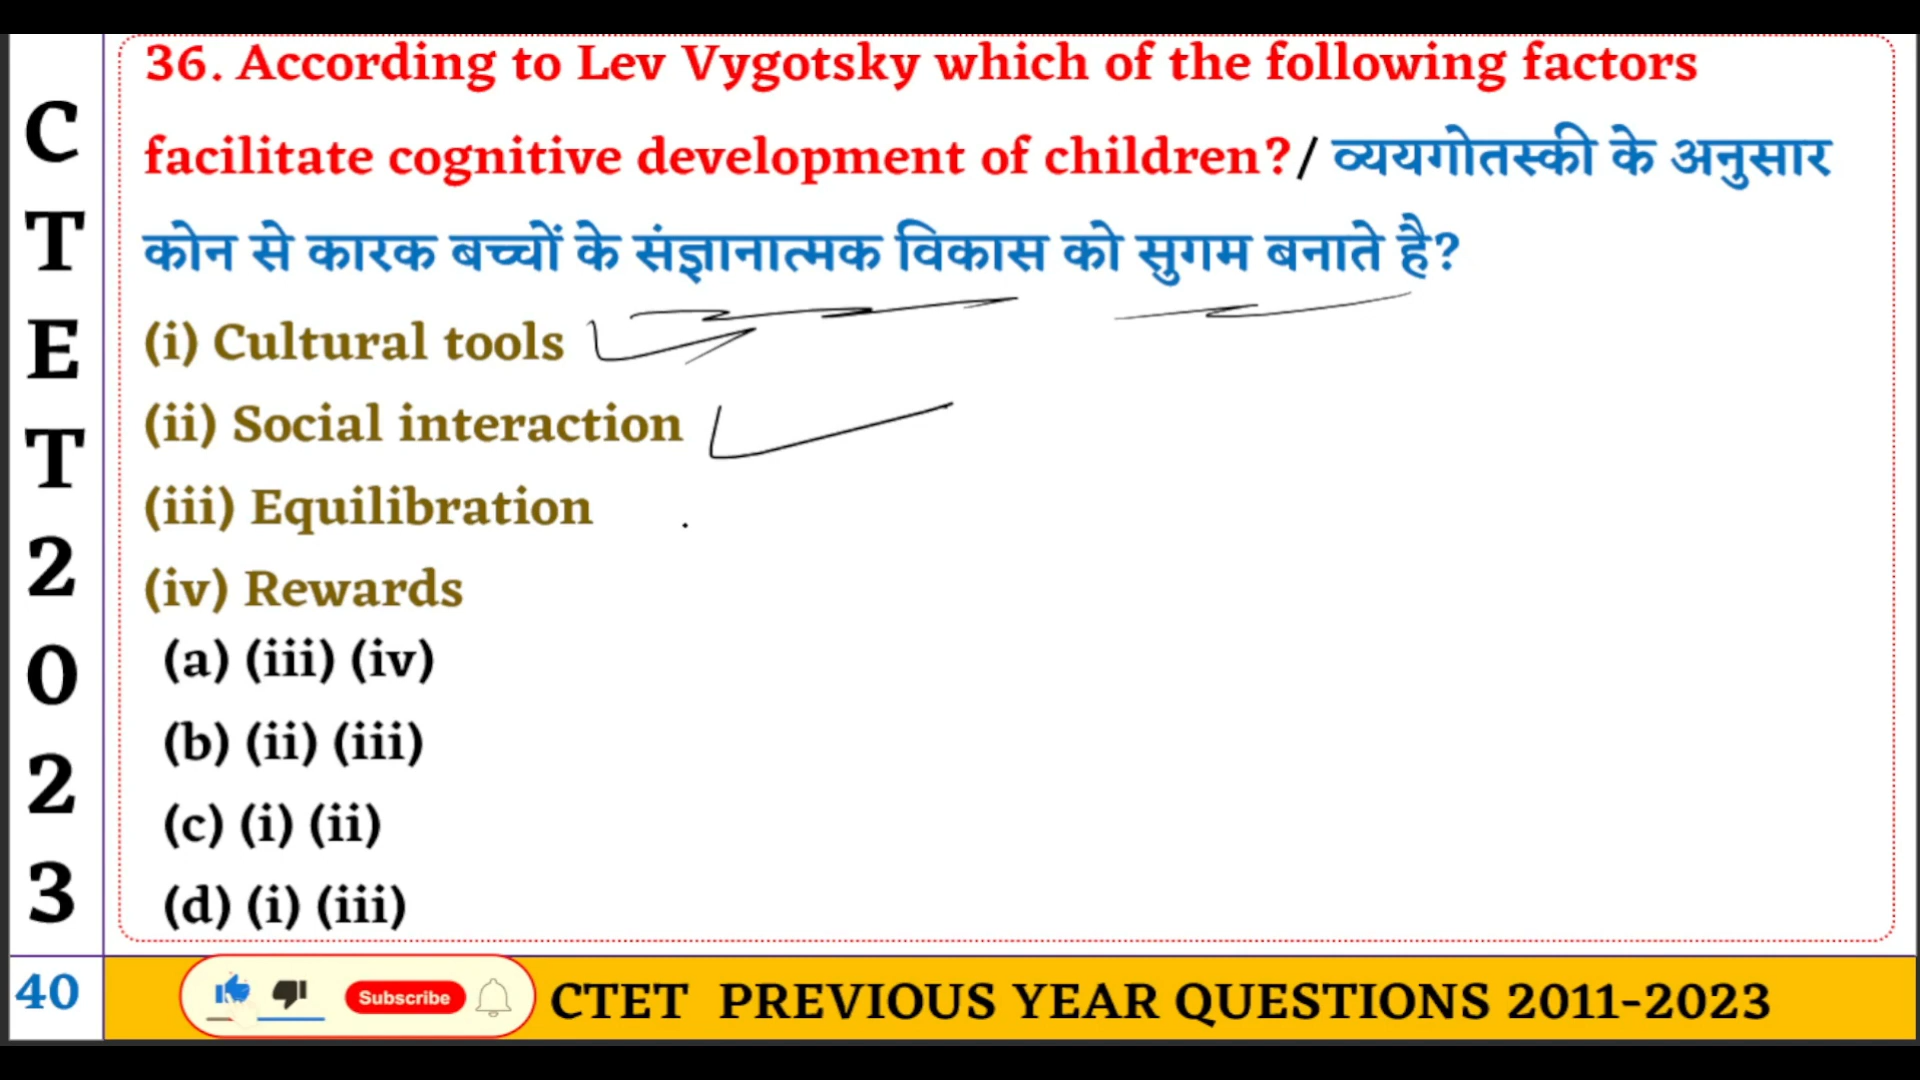 36. According to Lev Vygotsky which of the following factors
facilitate cognitive development of children?/ व्ययगोतस्की के अनुसार
कोन से कारक बच्चों के संज्ञानात्मक विकास को सुगम बनाते है?
(i) Cultural tools
(ii) Social interaction
(iii) Equilibration
(iv) Rewards
(a) (iii) (iv)
(b) (ii) (iii)
(c) (i) (ii)
(d) (i) (iii)
C
T
E
T
2
0
2
3
40
Subscribe
CTET PREVIOUS YEAR QUESTIONS 2011-2023